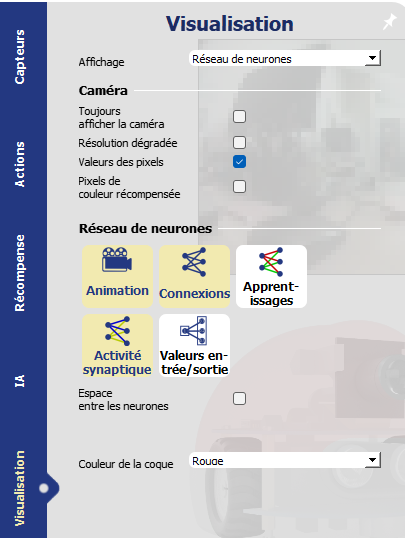 Visualisation
Capteurs
Actions
Récompense
IA
Visualisation
Affichage
Réseau de neurones
Caméra
Toujours
afficher la caméra
Résolution dégradée
Valeurs des pixels
Pixels de
couleur récompensée
Réseau de neurones
Animation
Connexions
Apprent-
issages
Activité
synaptique
Valeurs en-
trée/sortie
Espace
entre les neurones
Couleur de la coque
Rouge